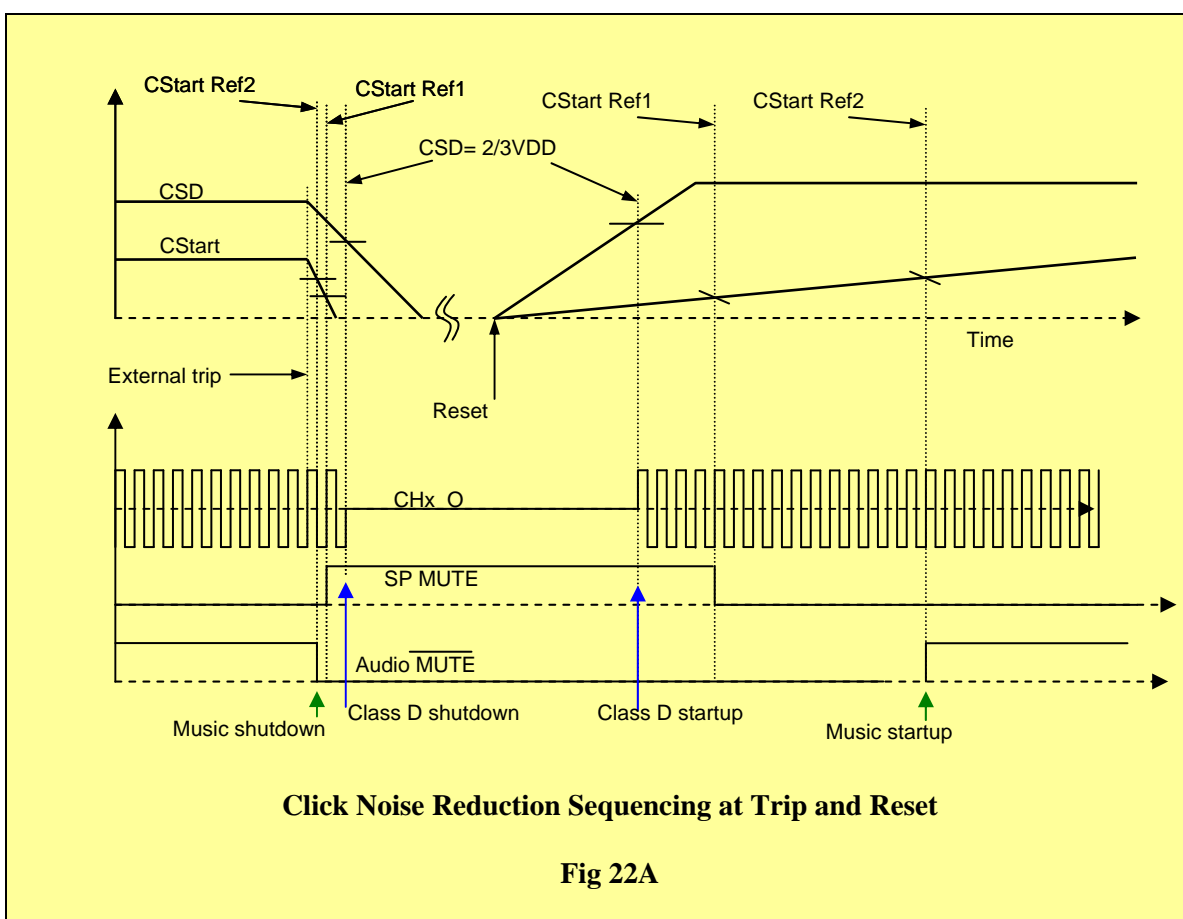 CStart Ref2
CStart Ref1
CStart Ref1
CStart Ref2
CSD= 2/3VDD
CSD
CStart
Time
External trip
Reset
CHx_O
SP MUTE
Audio MUTE
Music shutdown
Class D shutdown
Class D startup
Music startup
Click Noise Reduction Sequencing at Trip and Reset
Fig 22A